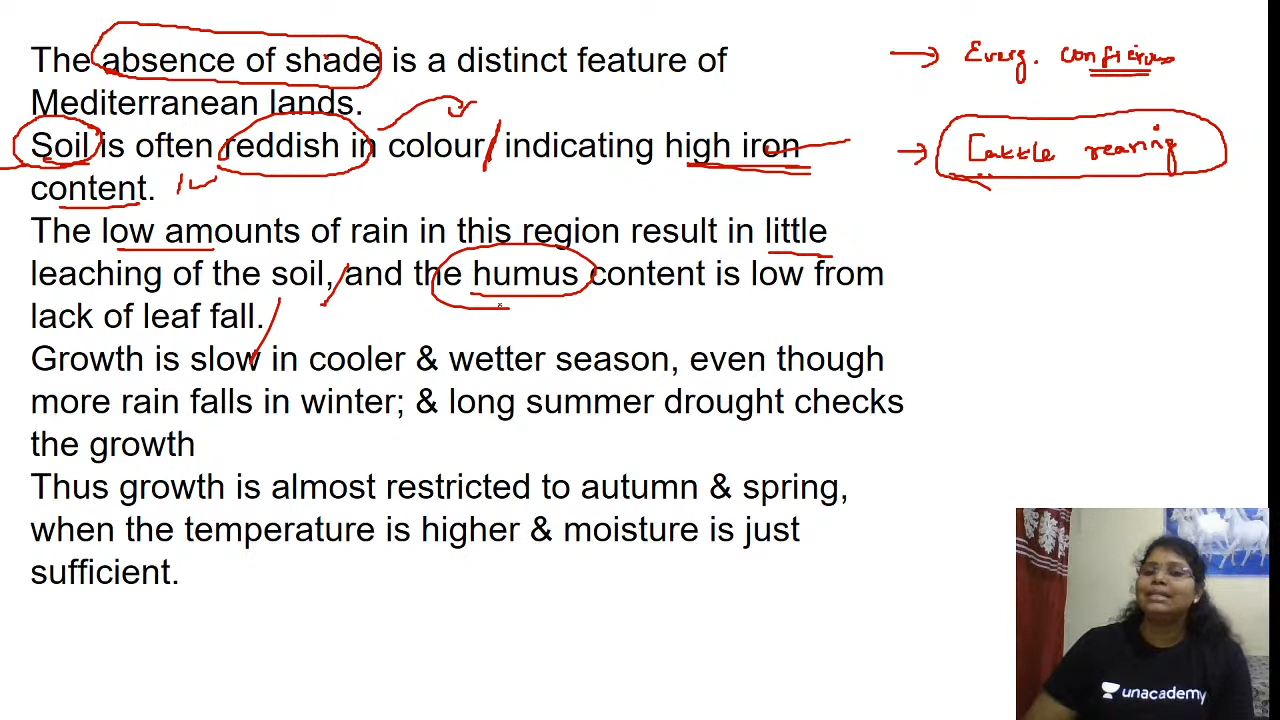 The absence of shade is a distinct feature of
Mediterranean lands.
Soil is often reddish in colour, indicating high iron
content.
The low amounts of rain in this region result in little
leaching of the soil, and the humus content is low from
lack of leaf fall.
Growth is slow in cooler & wetter season, even though
more rain falls in winter; & long summer drought checks
the growth
Thus growth is almost restricted to autumn & spring,
when the temperature is higher & moisture is just
sufficient.
→ Everg.
→ Cattle rearing
unacademy